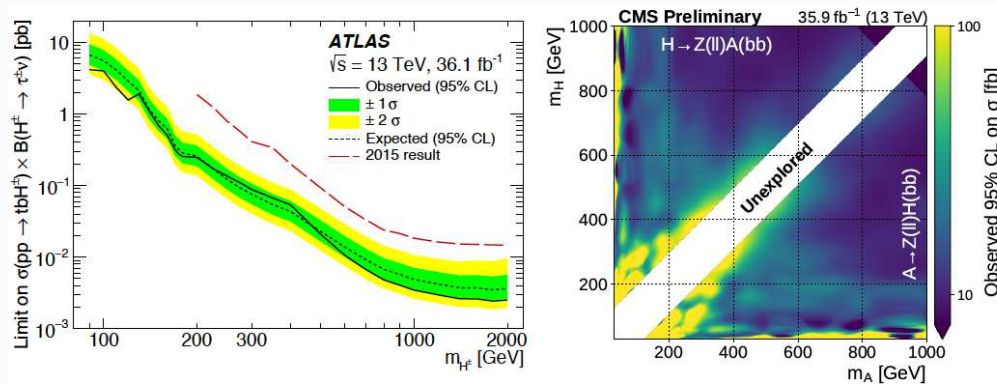 Limit on σ(pp → tbH±) × B(H± → τ±ν) [pb]
10
1
10⁻¹
10⁻²
10⁻³
ATLAS
√s = 13 TeV, 36.1 fb⁻¹
Observed (95% CL)
± 1 σ
± 2 σ
Expected (95% CL)
2015 result
100
200
300
1000
2000
m_H± [GeV]
CMS Preliminary
35.9 fb⁻¹ (13 TeV)
m_H [GeV]
1000
800
600
400
200
H→Z(ll)A(bb)
Unexplored
A→Z(ll)H(bb)
200
400
600
800
1000
m_A [GeV]
100
10
Observed 95% CL on σ [fb]